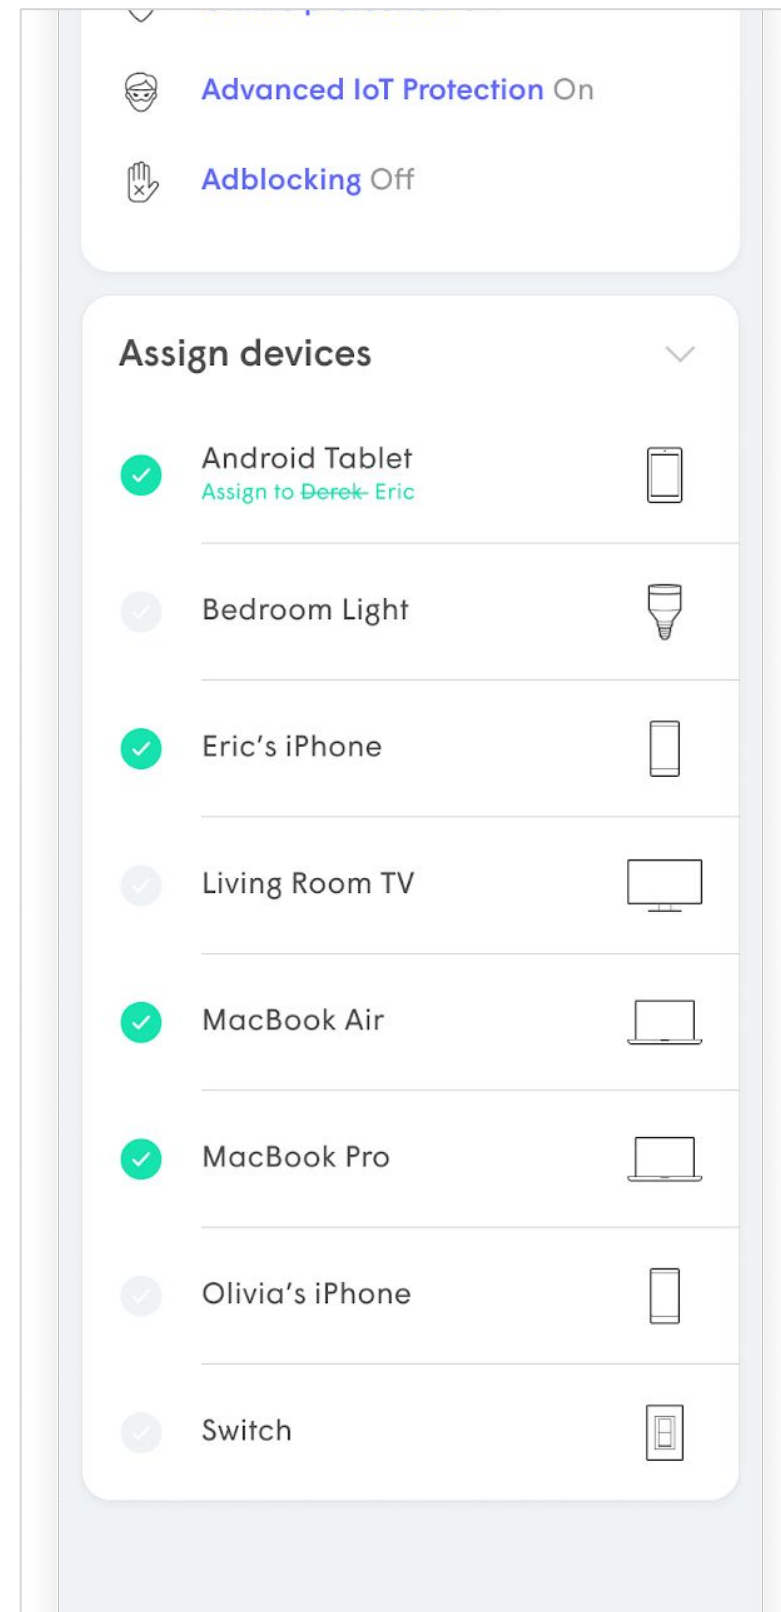 Advanced IoT Protection On
Adblocking Off
Assign devices
Android Tablet
Assign to Derek Eric
Bedroom Light
Eric’s iPhone
Living Room TV
MacBook Air
MacBook Pro
Olivia’s iPhone
Switch